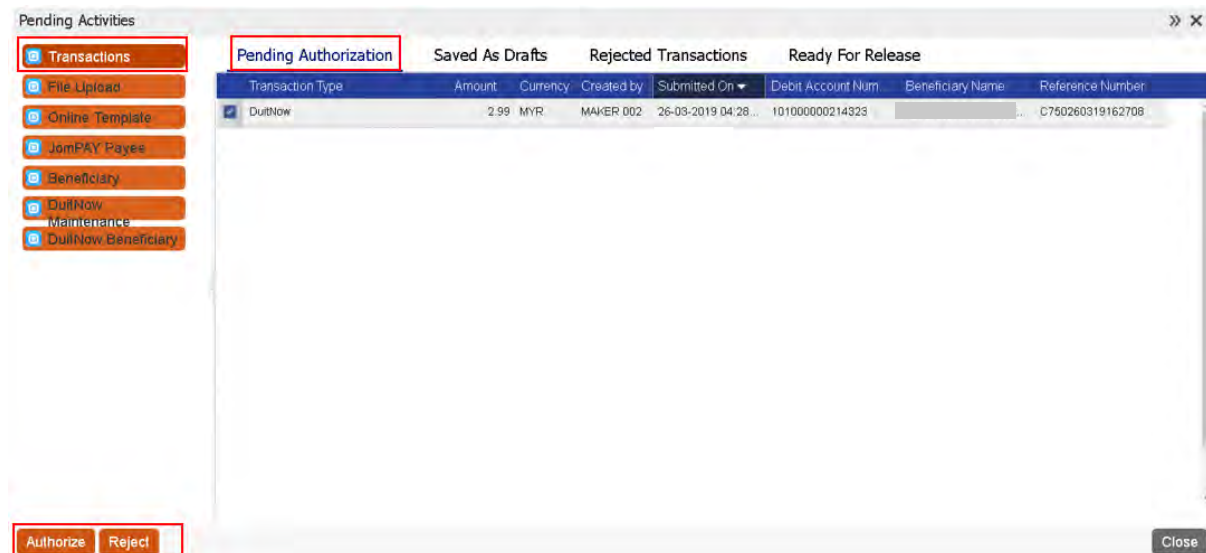 Pending Activities
Transactions
File Upload
Online Template
JomPAY Payee
Beneficiary
DuitNow
Maintenance
DuitNow Beneficiary
Pending Authorization Saved As Drafts Rejected Transactions Ready For Release
Transaction Type Amount Currency Created by Submitted On Debit Account Num... Beneficiary Name Reference Number
DuitNow 2.99 MYR MAKER 002 26-03-2019 04:28... 101000000214323 ... C750260319162708
Authorize Reject Close